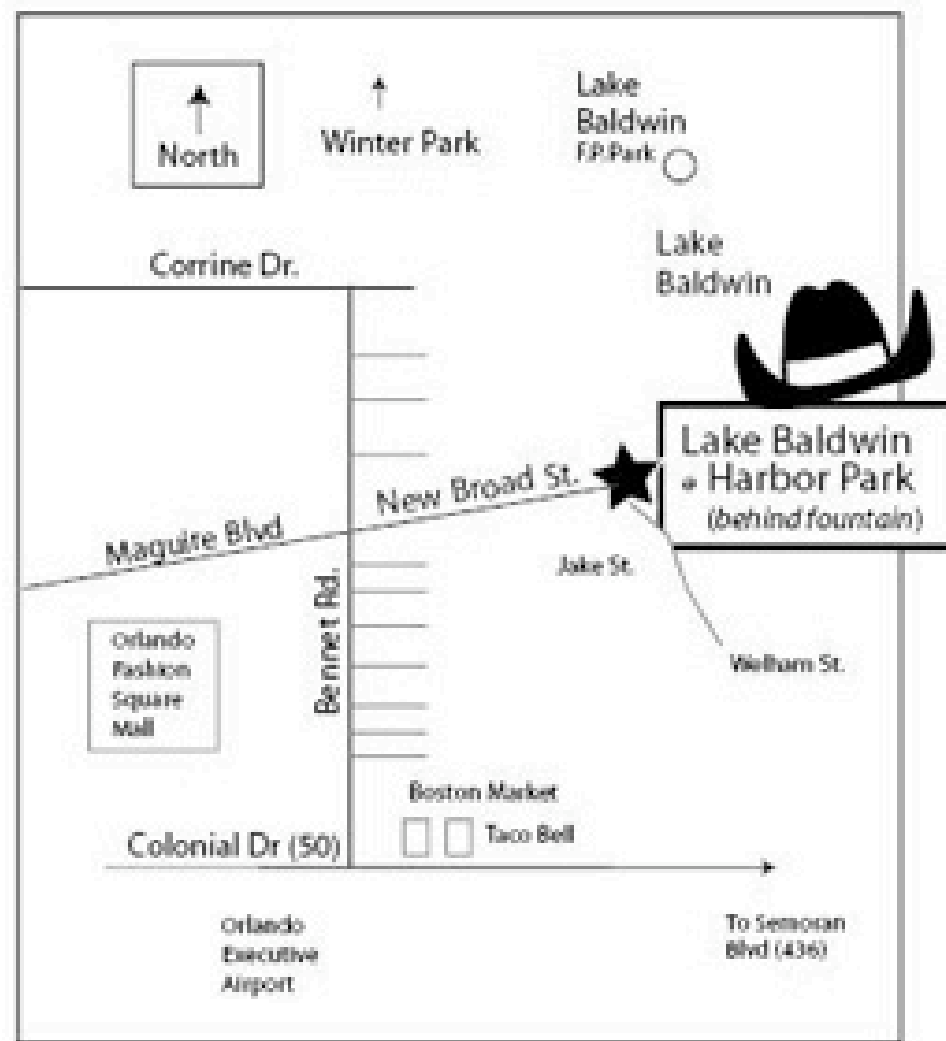 North
Winter Park
Lake
Baldwin
F.P.Park
Corrine Dr.
Lake
Baldwin
Lake Baldwin
Harbor Park
(behind fountain)
New Broad St.
Maguire Blvd
Jake St.
Bennet Rd.
Orlando
Fashion
Square
Mall
Welham St.
Boston Market
Taco Bell
Colonial Dr (50)
Orlando
Executive
Airport
To Semoran
Blvd (436)